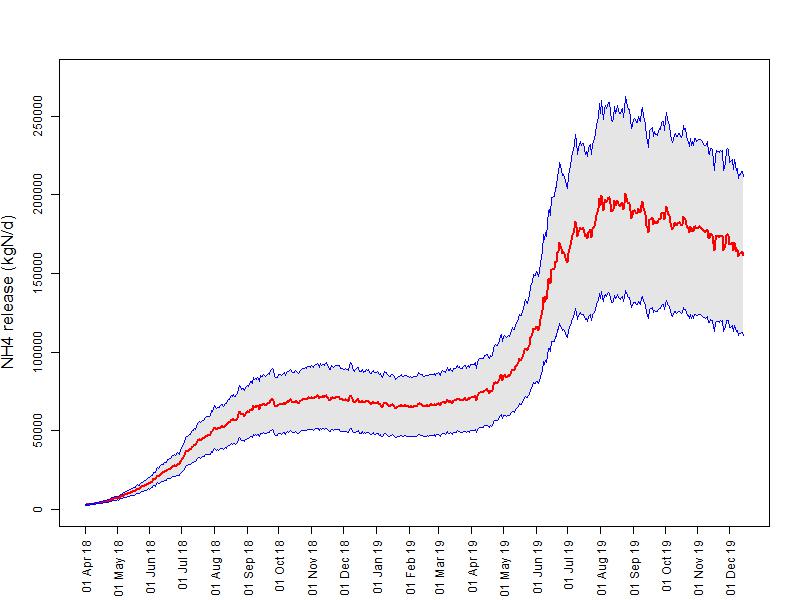 NH4 release (kgN/d)
250000
200000
150000
100000
50000
0
01 Apr 18
01 May 18
01 Jun 18
01 Jul 18
01 Aug 18
01 Sep 18
01 Oct 18
01 Nov 18
01 Dec 18
01 Jan 19
01 Feb 19
01 Mar 19
01 Apr 19
01 May 19
01 Jun 19
01 Jul 19
01 Aug 19
01 Sep 19
01 Oct 19
01 Nov 19
01 Dec 19